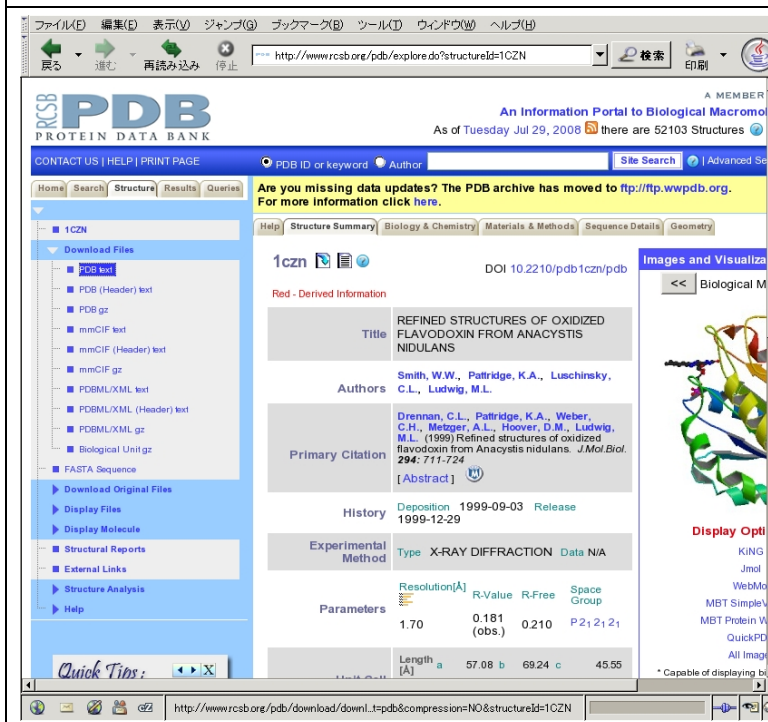 ファイル(F) 編集(E) 表示(V) ジャンプ(G) ブックマーク(B) ツール(T) ウィンドウ(W) ヘルプ(H)
戻る 進む 再読み込み 停止 http://www.rcsb.org/pdb/explore.do?structureId=1CZN 検索 印刷
RCSB PDB
PROTEIN DATA BANK
A MEMBER
An Information Portal to Biological Macromol
As of Tuesday Jul 29, 2008 there are 52103 Structures
CONTACT US | HELP | PRINT PAGE PDB ID or keyword Author Site Search | Advanced Se
Home Search Structure Results Queries
Are you missing data updates? The PDB archive has moved to ftp://ftp.wwpdb.org.
For more information click here.
Help Structure Summary Biology & Chemistry Materials & Methods Sequence Details Geometry
1CZN
Download Files
PDB text
PDB (Header) text
PDB gz
mmCIF text
mmCIF (Header) text
mmCIF gz
PDBML/XML text
PDBML/XML (Header) text
PDBML/XML gz
Biological Unit gz
FASTA Sequence
Download Original Files
Display Files
Display Molecule
Structural Reports
External Links
Structure Analysis
Help
Quick Tips:
X
1czn
DOI 10.2210/pdb1czn/pdb
Red - Derived Information
Title REFINED STRUCTURES OF OXIDIZED
FLAVODOXIN FROM ANACYSTIS
NIDULANS
Authors Smith, W.W., Pattridge, K.A., Luschinsky,
C.L., Ludwig, M.L.
Primary Citation Drennan, C.L., Pattridge, K.A., Weber,
C.H., Metzger, A.L., Hoover, D.M., Ludwig,
M.L. (1999) Refined structures of oxidized
flavodoxin from Anacystis nidulans. J.Mol.Biol.
294: 711-724
[ Abstract ]
History Deposition 1999-09-03 Release
1999-12-29
Experimental Method Type X-RAY DIFFRACTION Data N/A
Parameters Resolution[Å] R-Value R-Free Space Group
1.70 0.181 (obs.) 0.210 P 21 21 21
Unit Cell Length [Å] a 57.08 b 69.24 c 45.55
Images and Visualiza
<< Biological M
Display Opti
KiNG
Jmol
WebMo
MBT SimpleV
MBT Protein W
QuickPD
All Image
* Capable of displaying bi
http://www.rcsb.org/pdb/download/downl..t=pdb&compression=NO&structureId=1CZN